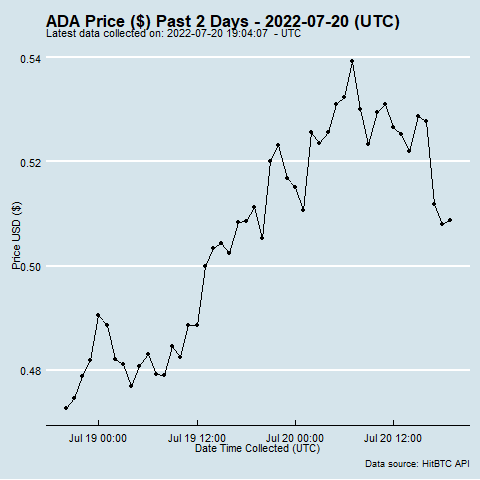 ADA Price ($) Past 2 Days - 2022-07-20 (UTC)
Latest data collected on: 2022-07-20 19:04:07 - UTC
0.54
0.52
0.50
0.48
Price USD ($)
Jul 19 00:00 Jul 19 12:00 Jul 20 00:00 Jul 20 12:00
Date Time Collected (UTC)
Data source: HitBTC API